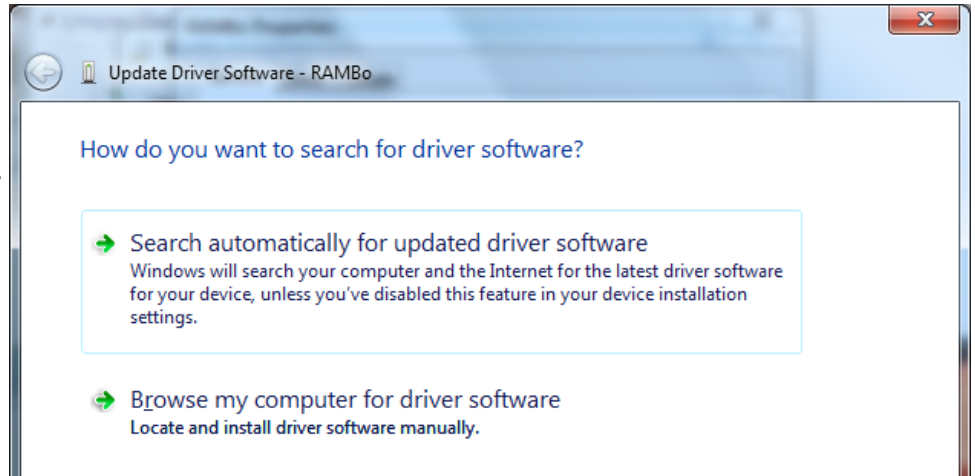 Update Driver Software - RAMBo
How do you want to search for driver software?
Search automatically for updated driver software
Windows will search your computer and the Internet for the latest driver software
for your device, unless you've disabled this feature in your device installation
settings.
Browse my computer for driver software
Locate and install driver software manually.